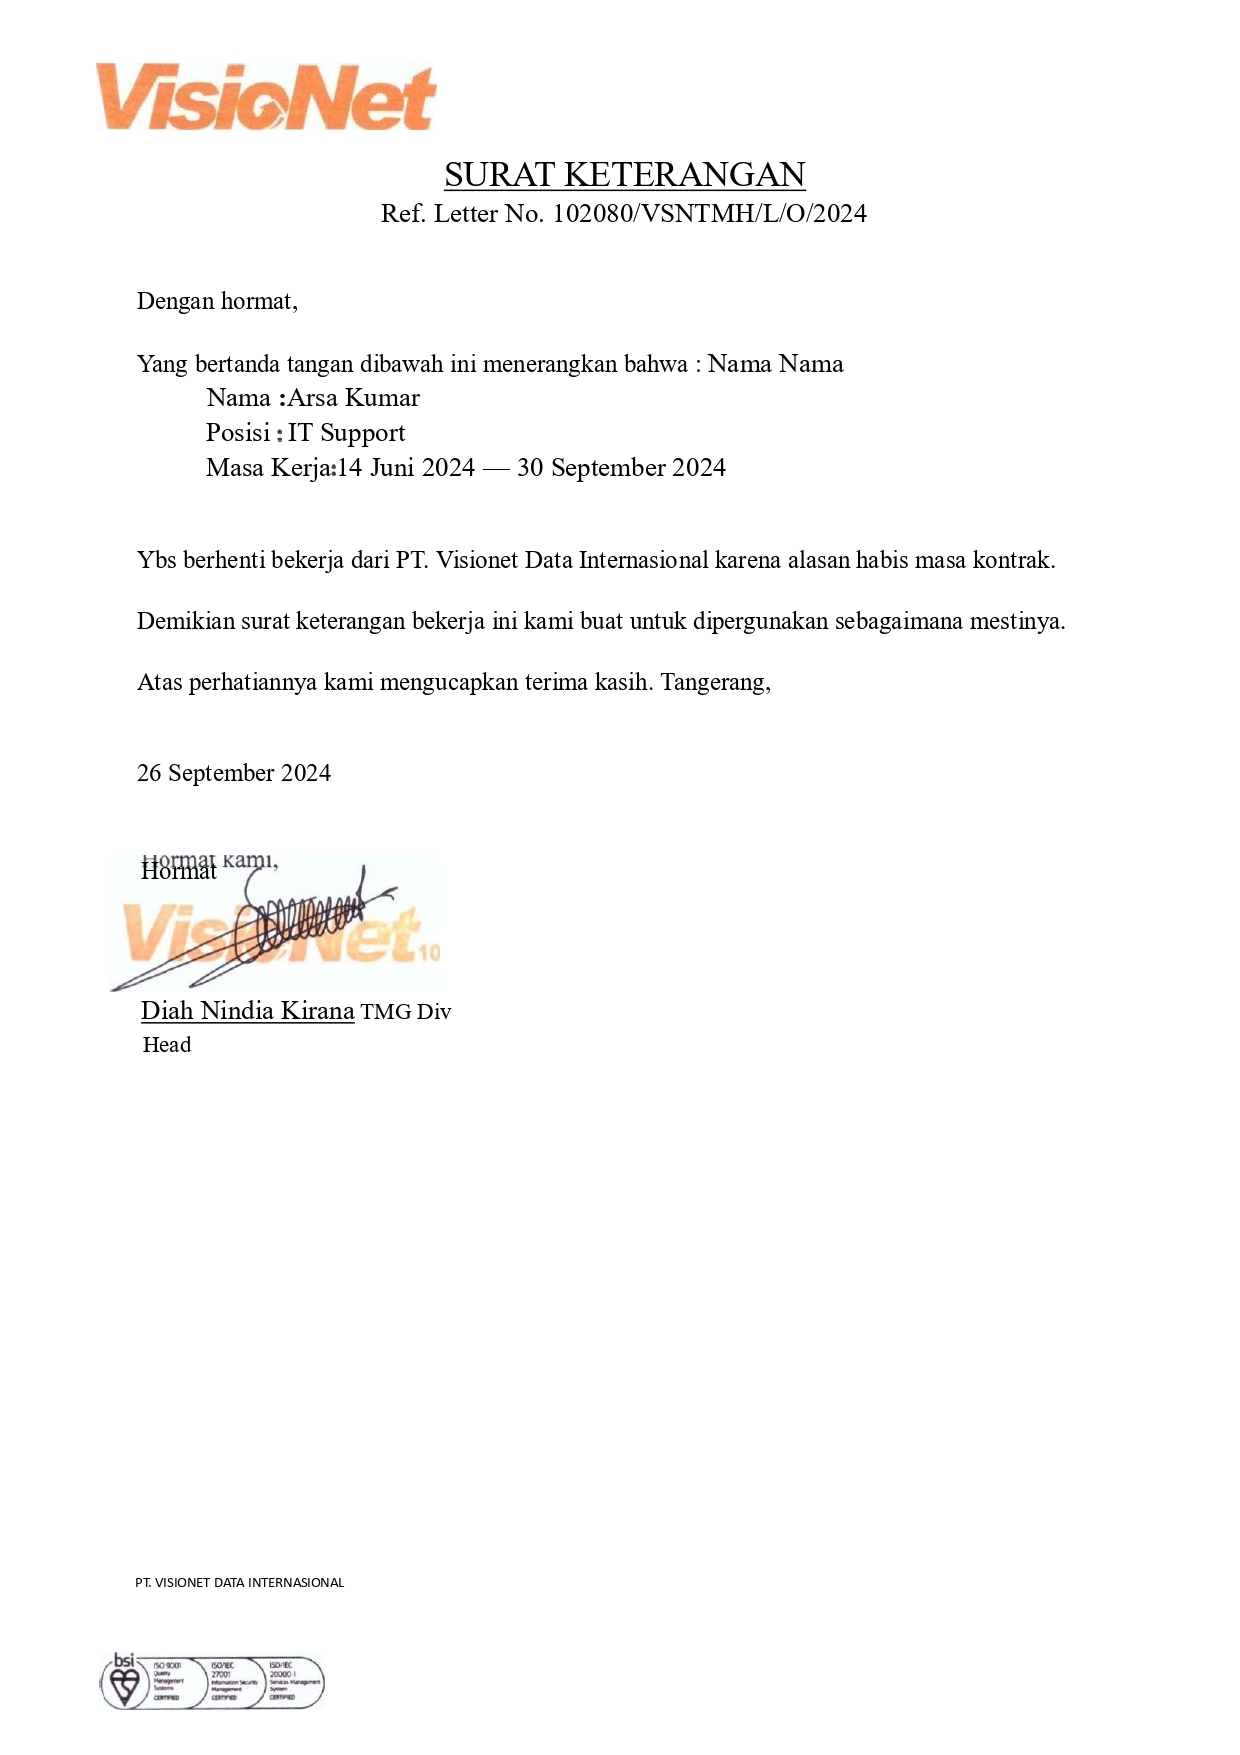 VisioNet
SURAT KETERANGAN
Ref. Letter No. 102080/VSNTMH/L/O/2024
Dengan hormat,
Yang bertanda tangan dibawah ini menerangkan bahwa : Nama Nama
Nama :Arsa Kumar
Posisi : IT Support
Masa Kerja:14 Juni 2024 — 30 September 2024
Ybs berhenti bekerja dari PT. Visionet Data Internasional karena alasan habis masa kontrak.
Demikian surat keterangan bekerja ini kami buat untuk dipergunakan sebagaimana mestinya.
Atas perhatiannya kami mengucapkan terima kasih. Tangerang,
26 September 2024
Hormat kami,
Hormat
VisioNet 10
Diah Nindia Kirana TMG Div
Head
PT. VISIONET DATA INTERNASIONAL
bsi
ISO 9001 Quality Management Systems CERTIFIED
ISO/IEC 27001 Information Security Management CERTIFIED
ISO/IEC 20000-1 Services Management System CERTIFIED